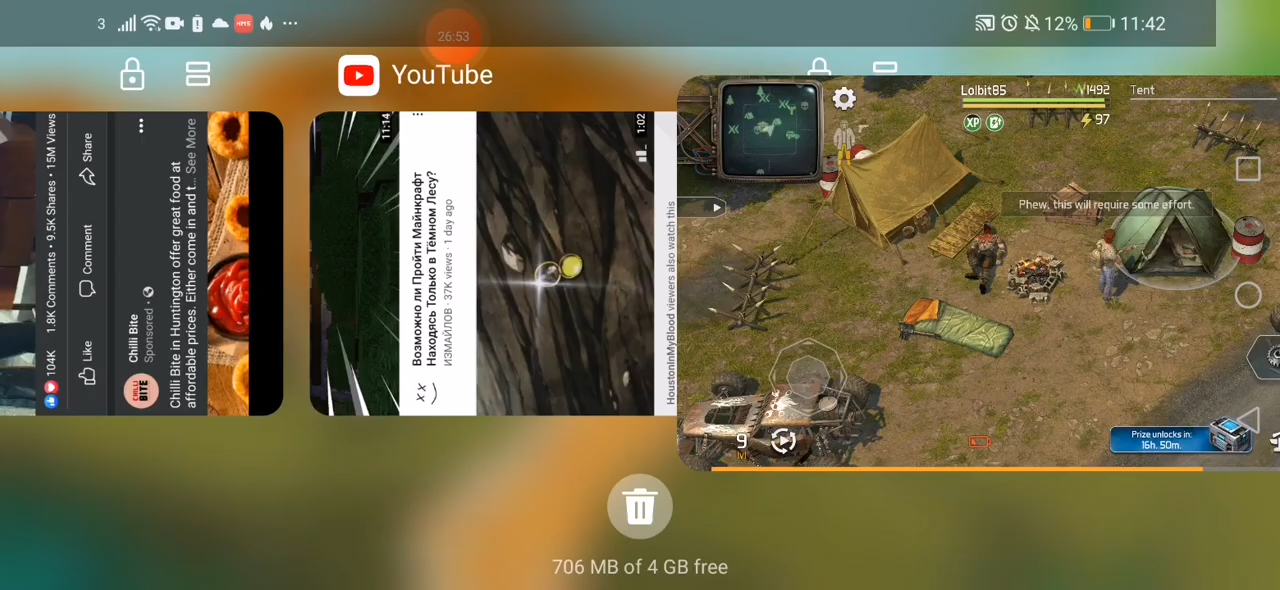 3
HMS
26:53
12%
11:42
YouTube
104K
1.8K Comments • 9.5K Shares • 15M Views
Like
Comment
Share
CHILLI
BITE
Chilli Bite
Sponsored ·
Chilli Bite in Huntington offer great food at
affordable prices. Either come in and t... See More
11:14
Возможно ли Пройти Майнкрафт
Находясь Только в Тёмном Лесу?
ИЗМАЙЛОВ · 37K views · 1 day ago
1:02
HoustonInMyBlood viewers also watch this
Lolbit85
1492
Tent
XP
97
Phew, this will require some effort.
9
lvl
Prize unlocks in:
16h. 50m.
706 MB of 4 GB free